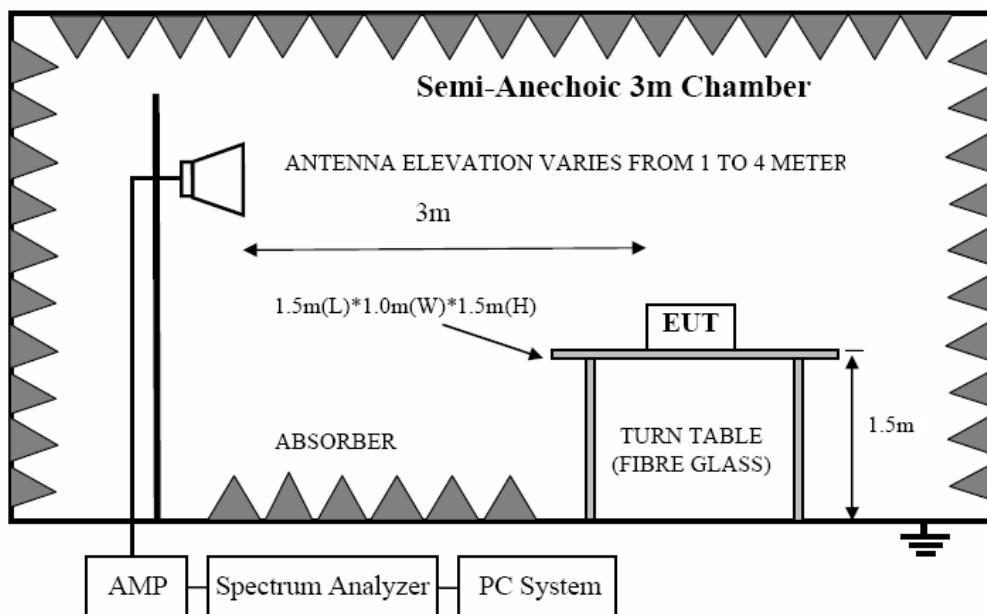 Semi-Anechoic 3m Chamber
ANTENNA ELEVATION VARIES FROM 1 TO 4 METER
3m
1.5m(L)*1.0m(W)*1.5m(H)
EUT
1.5m
ABSORBER
TURN TABLE
(FIBRE GLASS)
AMP
Spectrum Analyzer
PC System